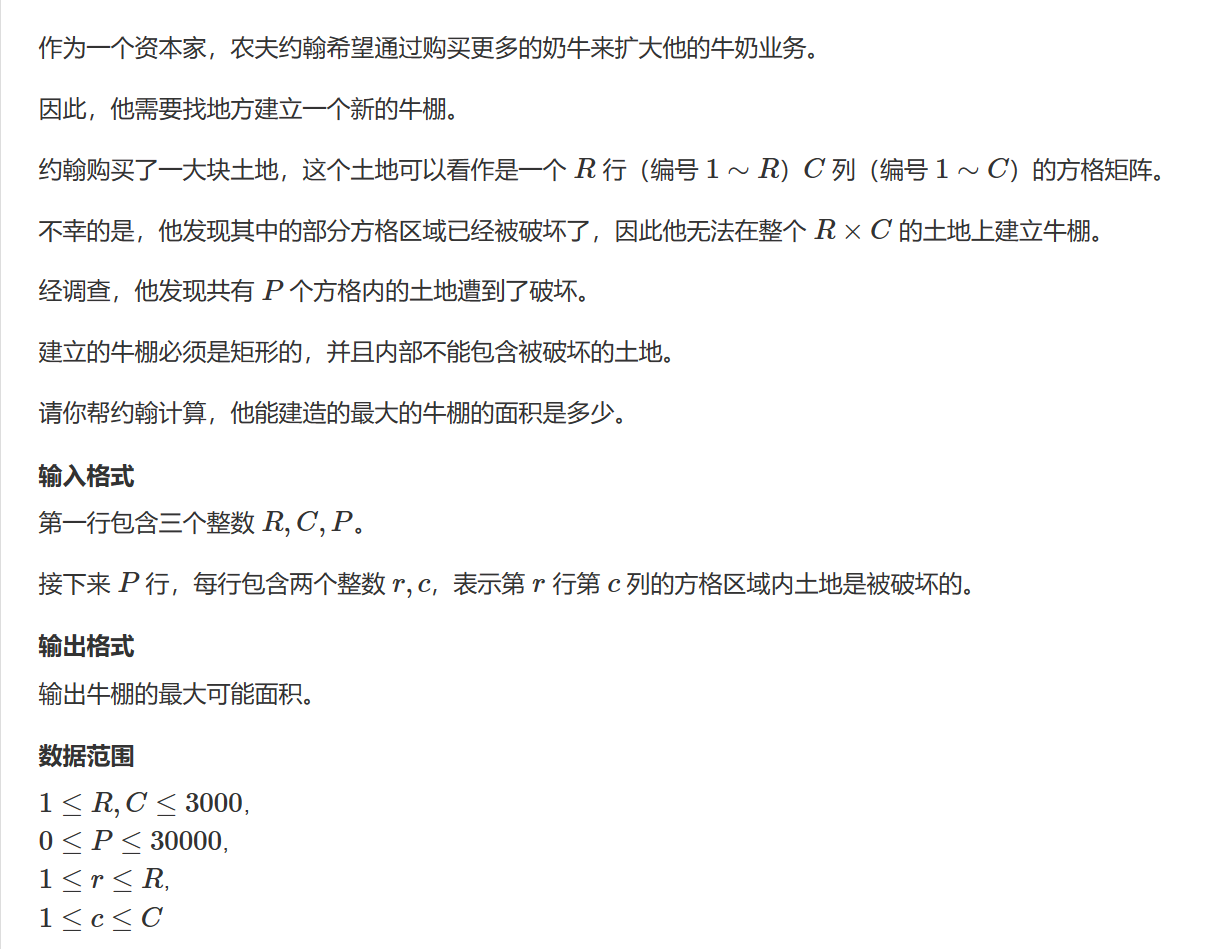 作为一个资本家，农夫约翰希望通过购买更多的奶牛来扩大他的牛奶业务。
因此，他需要找地方建立一个新的牛棚。
约翰购买了一大块土地，这个土地可以看作是一个 R 行（编号 1 ∼ R）C 列（编号 1 ∼ C）的方格矩阵。
不幸的是，他发现其中的部分方格区域已经被破坏了，因此他无法在整个 R × C 的土地上建立牛棚。
经调查，他发现共有 P 个方格内的土地遭到了破坏。
建立的牛棚必须是矩形的，并且内部不能包含被破坏的土地。
请你帮约翰计算，他能建造的最大的牛棚的面积是多少。
输入格式
第一行包含三个整数 R, C, P。
接下来 P 行，每行包含两个整数 r, c，表示第 r 行第 c 列的方格区域内土地是被破坏的。
输出格式
输出牛棚的最大可能面积。
数据范围
1 ≤ R, C ≤ 3000,
0 ≤ P ≤ 30000,
1 ≤ r ≤ R,
1 ≤ c ≤ C